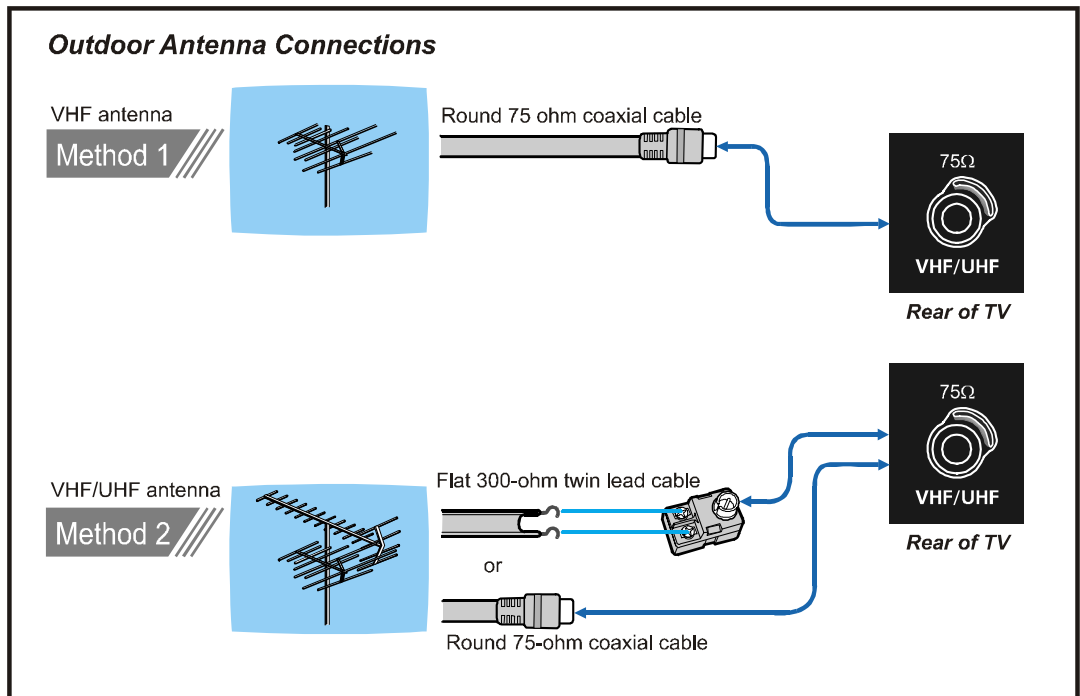 Outdoor Antenna Connections
VHF antenna
Method 1
Round 75 ohm coaxial cable
75Ω
VHF/UHF
Rear of TV
VHF/UHF antenna
Method 2
Flat 300-ohm twin lead cable
or
Round 75-ohm coaxial cable
75Ω
VHF/UHF
Rear of TV